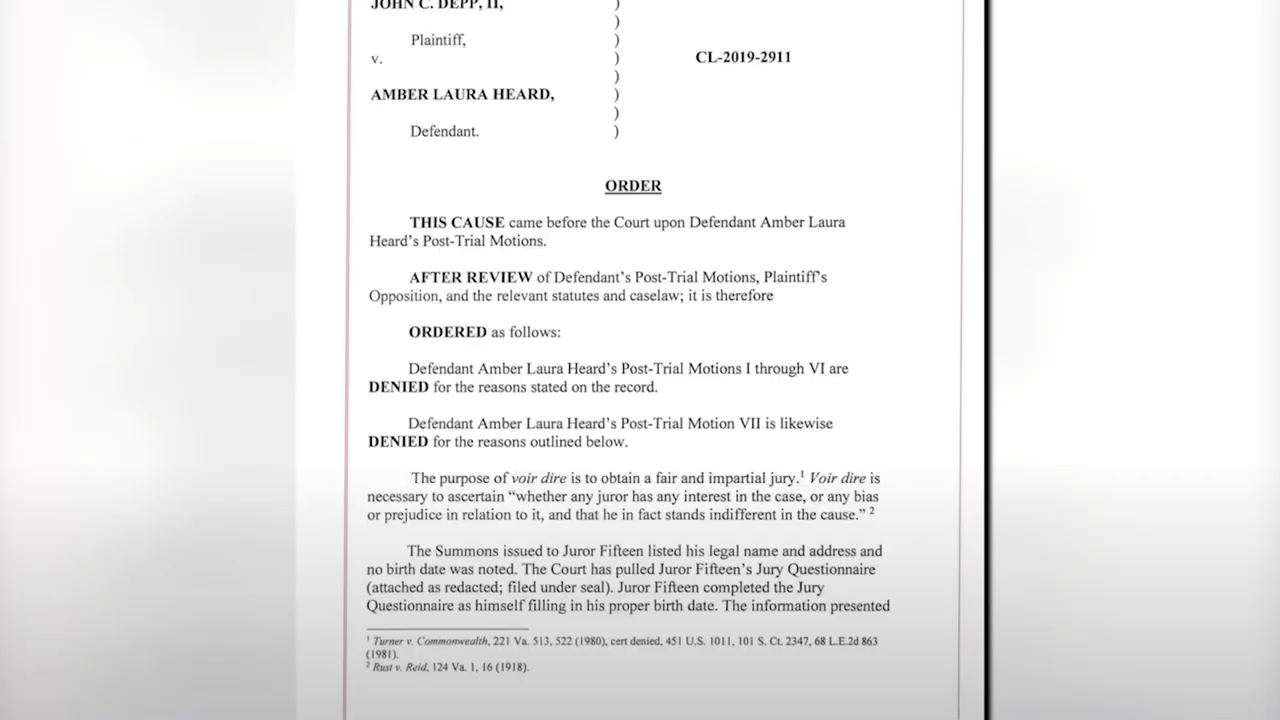 JOHN C. DEPP, II, )
)
Plaintiff, )
v. ) CL-2019-2911
)
AMBER LAURA HEARD, )
)
Defendant. )
ORDER
THIS CAUSE came before the Court upon Defendant Amber Laura
Heard's Post-Trial Motions.
AFTER REVIEW of Defendant's Post-Trial Motions, Plaintiff's
Opposition, and the relevant statutes and caselaw; it is therefore
ORDERED as follows:
Defendant Amber Laura Heard's Post-Trial Motions I through VI are
DENIED for the reasons stated on the record.
Defendant Amber Laura Heard's Post-Trial Motion VII is likewise
DENIED for the reasons outlined below.
The purpose of voir dire is to obtain a fair and impartial jury.¹ Voir dire is
necessary to ascertain “whether any juror has any interest in the case, or any bias
or prejudice in relation to it, and that he in fact stands indifferent in the cause.” ²
The Summons issued to Juror Fifteen listed his legal name and address and
no birth date was noted. The Court has pulled Juror Fifteen's Jury Questionnaire
(attached as redacted; filed under seal). Juror Fifteen completed the Jury
Questionnaire as himself filling in his proper birth date. The information presented
¹ Turner v. Commonwealth, 221 Va. 513, 522 (1980), cert denied, 451 U.S. 1011, 101 S. Ct. 2347, 68 L.E.2d 863
(1981).
² Rust v. Reid, 124 Va. 1, 16 (1918).